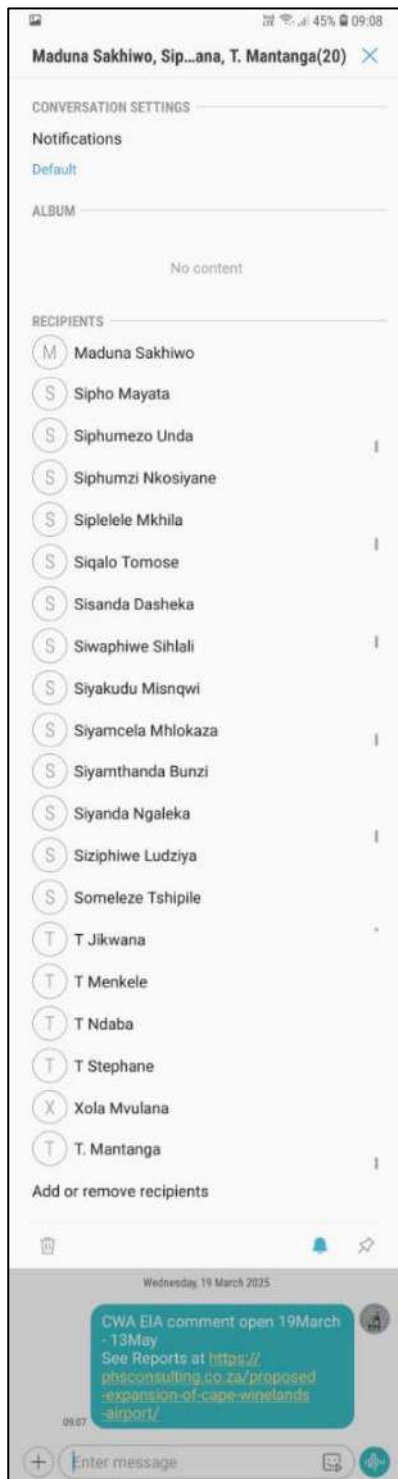 45% 09:08
Maduna Sakhiwo, Sip...ana, T. Mantanga(20)
CONVERSATION SETTINGS
Notifications
Default
ALBUM
No content
RECIPIENTS
M Maduna Sakhiwo
S Sipho Mayata
S Siphumezo Unda
S Siphumzi Nkosiyane
S Siplelele Mkhila
S Siqalo Tomose
S Sisanda Dasheka
S Siwaphiwe Sihlali
S Siyakudu Misnqwi
S Siyamcela Mhlokaza
S Siyamthanda Bunzi
S Siyanda Ngaleka
S Siziphiwe Ludziya
S Someleze Tshipile
T T Jikwana
T T Menkele
T T Ndaba
T T Stephane
X Xola Mvulana
T T. Mantanga
Add or remove recipients
Wednesday, 19 March 2025
CWA EIA comment open 19March
- 13May
See Reports at https://
phsconsulting.co.za/proposed
-expansion-of-cape-winelands
-airport/
09:07
Enter message